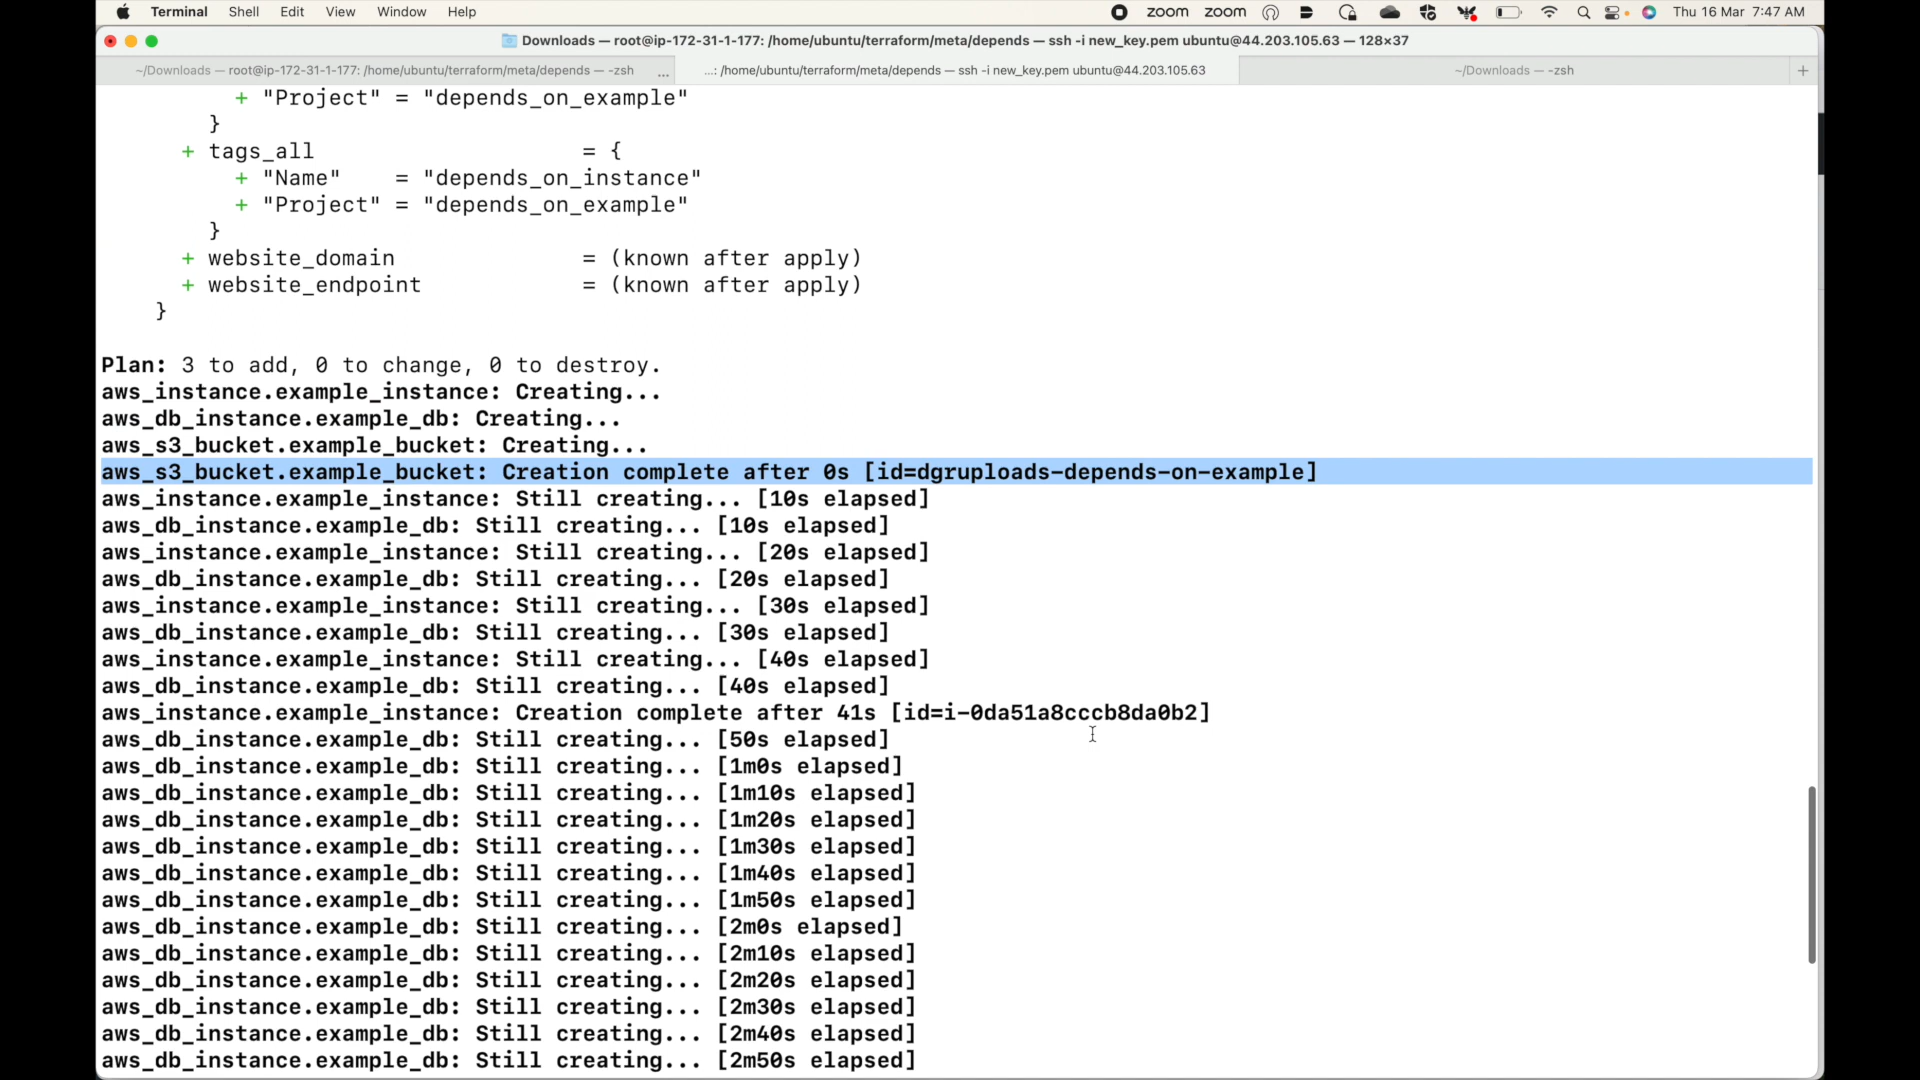 Terminal Shell Edit View Window Help zoom zoom Thu 16 Mar 7:47 AM
Downloads — root@ip-172-31-1-177: /home/ubuntu/terraform/meta/depends — ssh -i new_key.pem ubuntu@44.203.105.63 — 128×37
~/Downloads — root@ip-172-31-1-177: /home/ubuntu/terraform/meta/depends — -zsh ... ...: /home/ubuntu/terraform/meta/depends — ssh -i new_key.pem ubuntu@44.203.105.63 ~/Downloads — -zsh +
+ "Project" = "depends_on_example"
}
+ tags_all = {
+ "Name" = "depends_on_instance"
+ "Project" = "depends_on_example"
}
+ website_domain = (known after apply)
+ website_endpoint = (known after apply)
}
Plan: 3 to add, 0 to change, 0 to destroy.
aws_instance.example_instance: Creating...
aws_db_instance.example_db: Creating...
aws_s3_bucket.example_bucket: Creating...
aws_s3_bucket.example_bucket: Creation complete after 0s [id=dgruploads-depends-on-example]
aws_instance.example_instance: Still creating... [10s elapsed]
aws_db_instance.example_db: Still creating... [10s elapsed]
aws_instance.example_instance: Still creating... [20s elapsed]
aws_db_instance.example_db: Still creating... [20s elapsed]
aws_instance.example_instance: Still creating... [30s elapsed]
aws_db_instance.example_db: Still creating... [30s elapsed]
aws_instance.example_instance: Still creating... [40s elapsed]
aws_db_instance.example_db: Still creating... [40s elapsed]
aws_instance.example_instance: Creation complete after 41s [id=i-0da51a8cccb8da0b2]
aws_db_instance.example_db: Still creating... [50s elapsed]
aws_db_instance.example_db: Still creating... [1m0s elapsed]
aws_db_instance.example_db: Still creating... [1m10s elapsed]
aws_db_instance.example_db: Still creating... [1m20s elapsed]
aws_db_instance.example_db: Still creating... [1m30s elapsed]
aws_db_instance.example_db: Still creating... [1m40s elapsed]
aws_db_instance.example_db: Still creating... [1m50s elapsed]
aws_db_instance.example_db: Still creating... [2m0s elapsed]
aws_db_instance.example_db: Still creating... [2m10s elapsed]
aws_db_instance.example_db: Still creating... [2m20s elapsed]
aws_db_instance.example_db: Still creating... [2m30s elapsed]
aws_db_instance.example_db: Still creating... [2m40s elapsed]
aws_db_instance.example_db: Still creating... [2m50s elapsed]